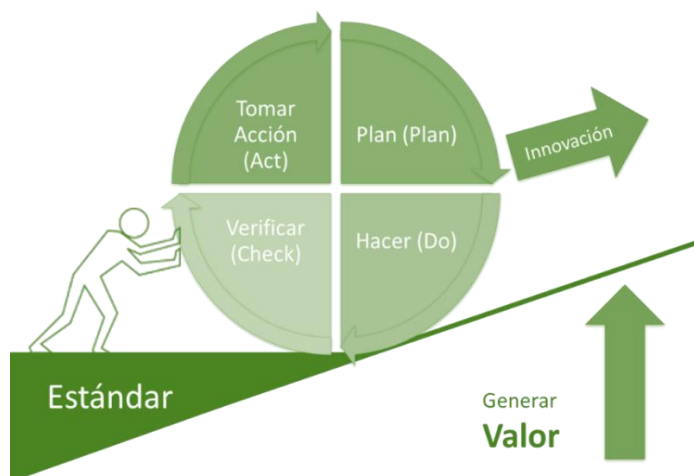 Tomar
Acción
(Act)
Plan (Plan)
Innovación
Verificar
(Check)
Hacer (Do)
Estándar
Generar
Valor